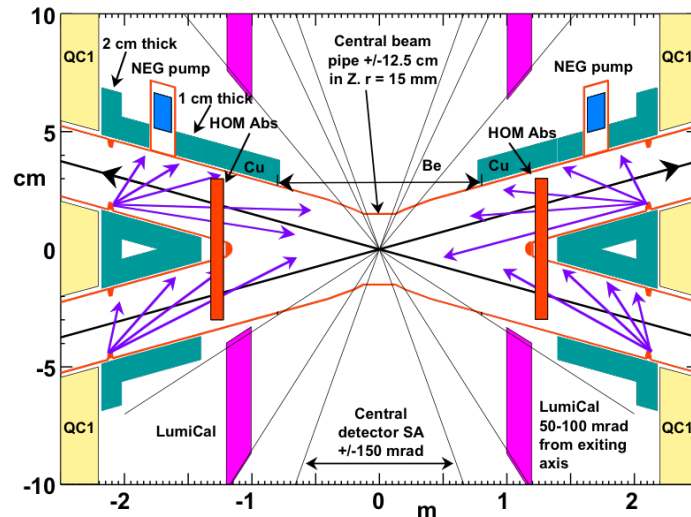 10
QC1
2 cm thick
NEG pump
1 cm thick
HOM Abs
Central beam
pipe +/-12.5 cm
in Z. r = 15 mm
NEG pump
HOM Abs
5
Cu
Be
Cu
cm
0
-5
QC1
LumiCal
Central
detector SA
+/-150 mrad
LumiCal
50-100 mrad
from exiting
axis
QC1
-10
-2
-1
0
m
1
2